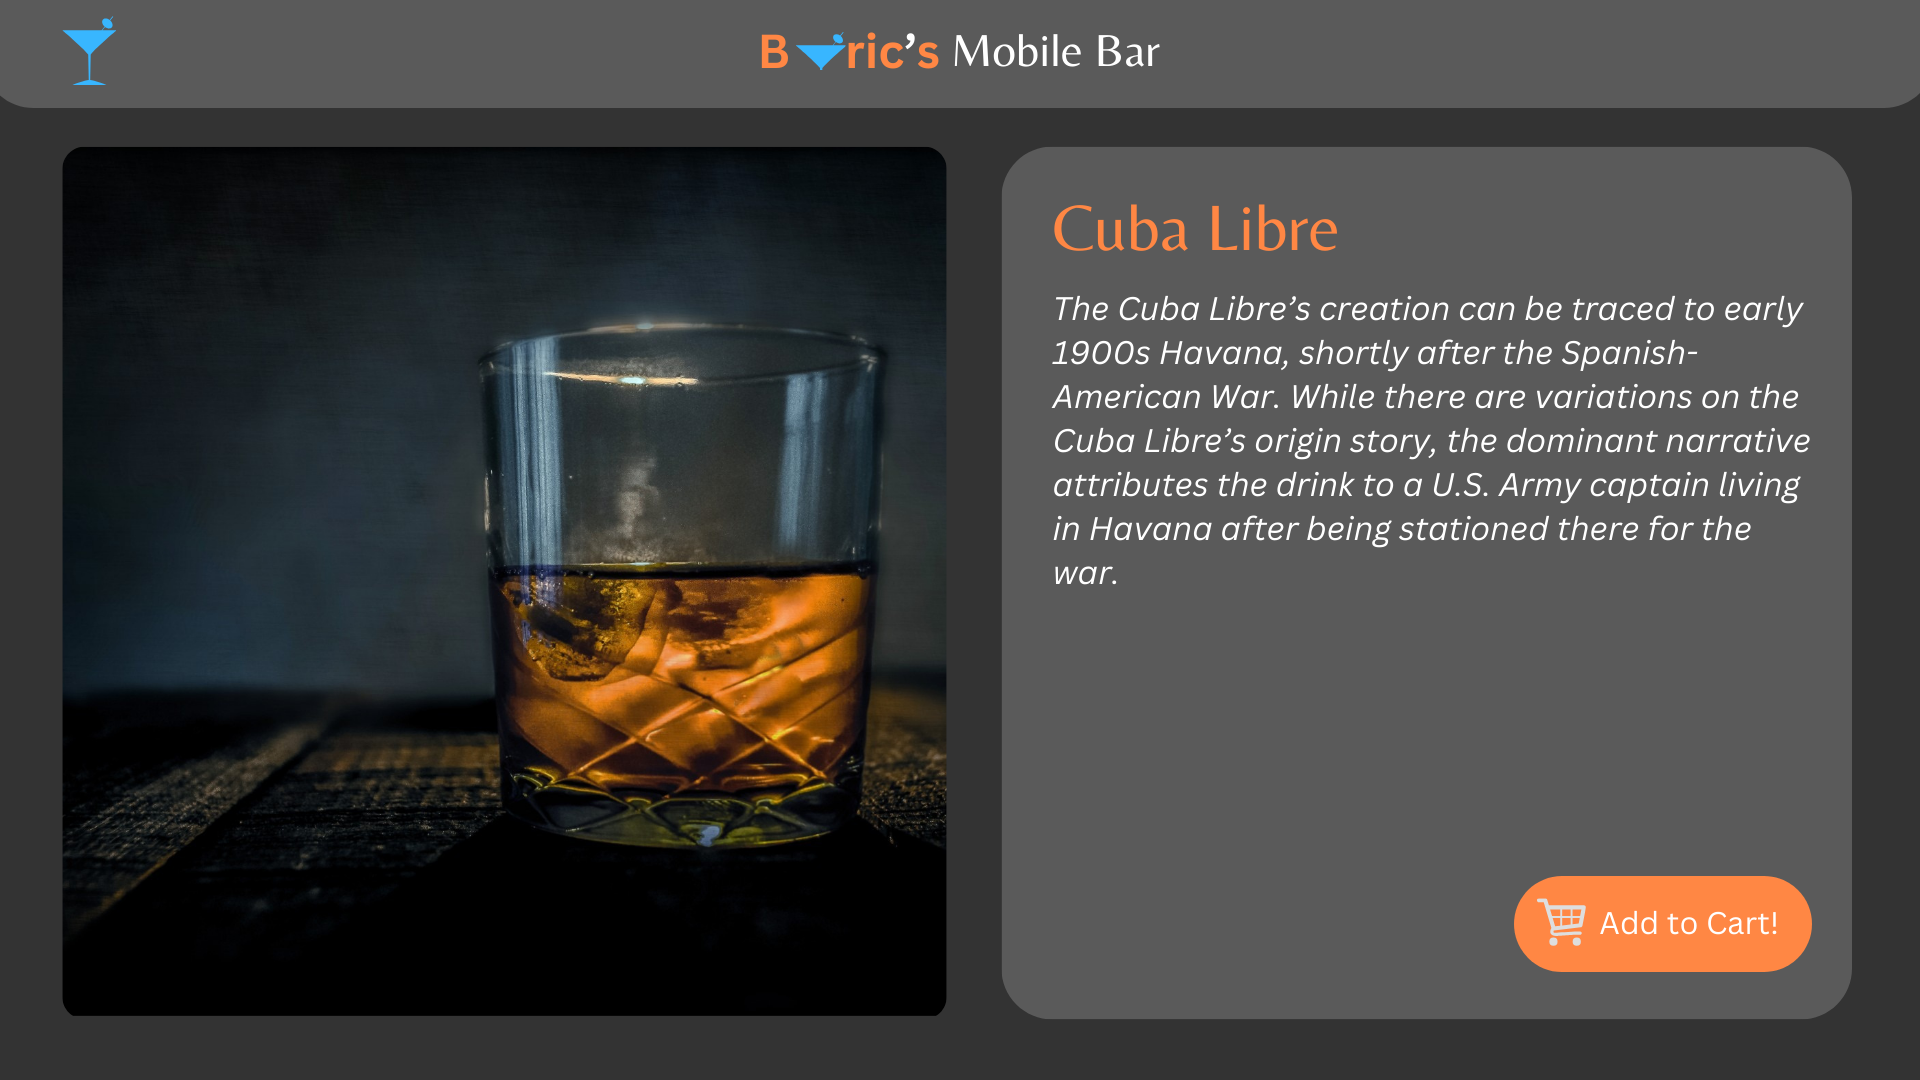 B ric’s Mobile Bar
Cuba Libre
The Cuba Libre’s creation can be traced to early
1900s Havana, shortly after the Spanish-
American War. While there are variations on the
Cuba Libre’s origin story, the dominant narrative
attributes the drink to a U.S. Army captain living
in Havana after being stationed there for the
war.
Add to Cart!